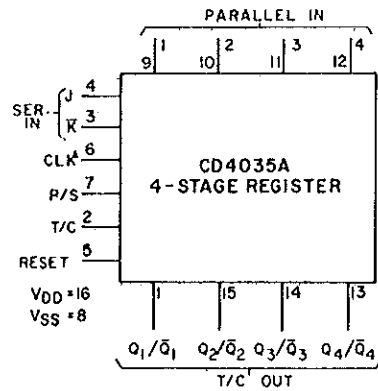 PARALLEL IN
1 2 3 4
9 10 11 12
SER. IN
J 4
K̅ 3
CLK 6
P/S 7
T/C 2
RESET 5
CD4035A
4-STAGE REGISTER
VDD =16
VSS =8
1 15 14 13
Q1/Q̅1 Q2/Q̅2 Q3/Q̅3 Q4/Q̅4
T/C OUT